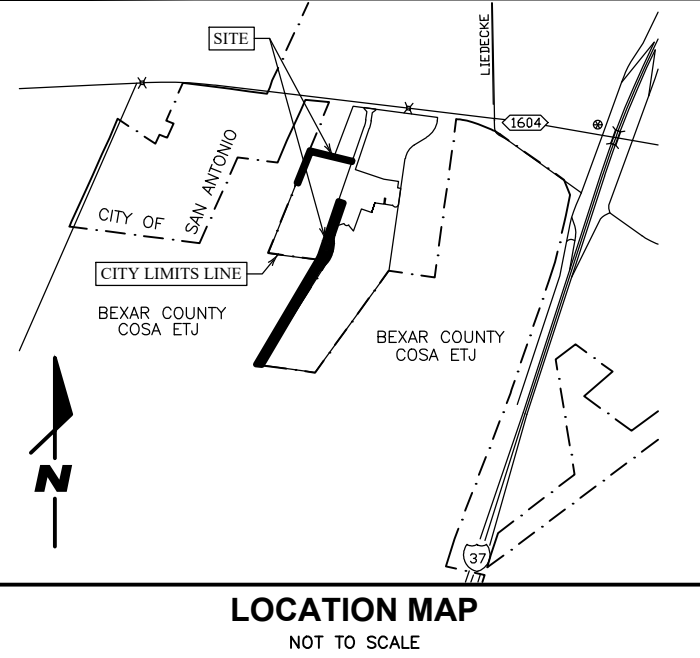 SITE
LIEDECKE
1604
CITY OF
SAN ANTONIO
CITY LIMITS LINE
BEXAR COUNTY
COSA ETJ
BEXAR COUNTY
COSA ETJ
N
37
LOCATION MAP
NOT TO SCALE